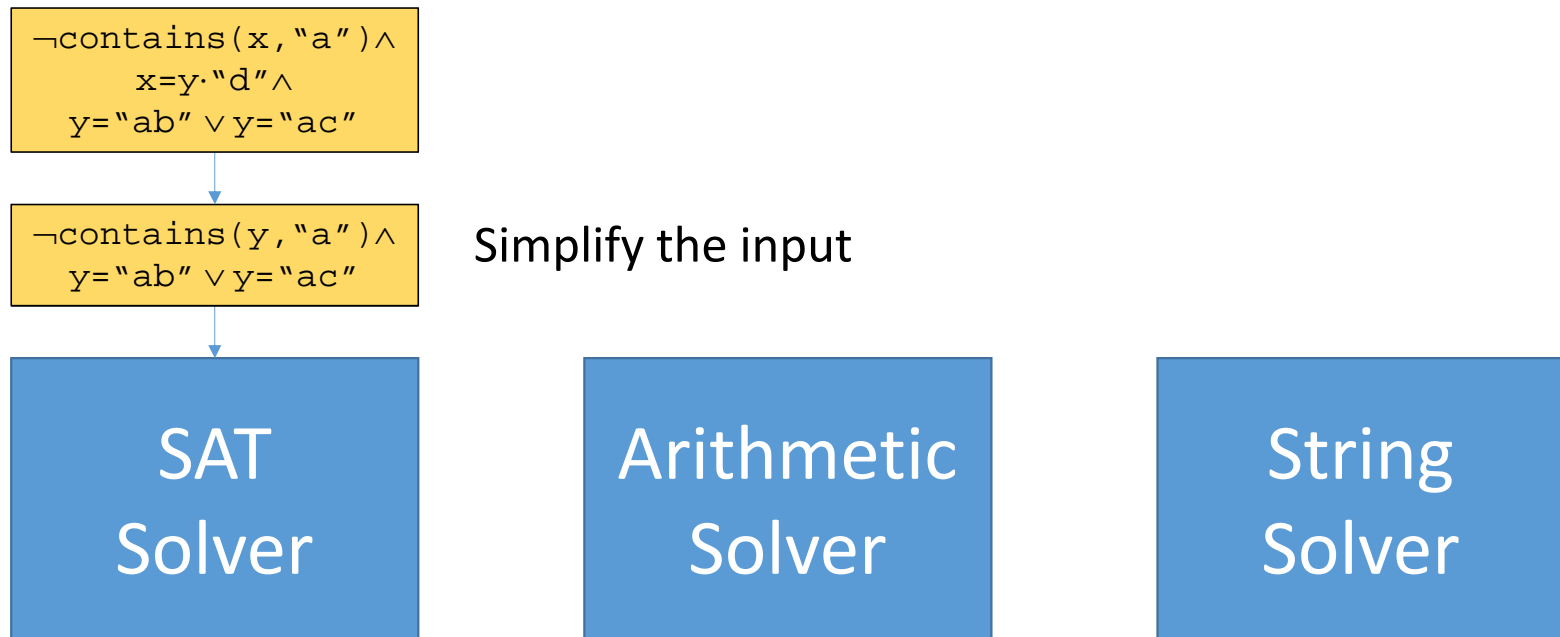 ¬contains(x,“a”)∧
x=y·“d”∧
y=“ab” ∨ y=“ac”
¬contains(y,“a”)∧
y=“ab” ∨ y=“ac”
Simplify the input
SAT
Solver
Arithmetic
Solver
String
Solver